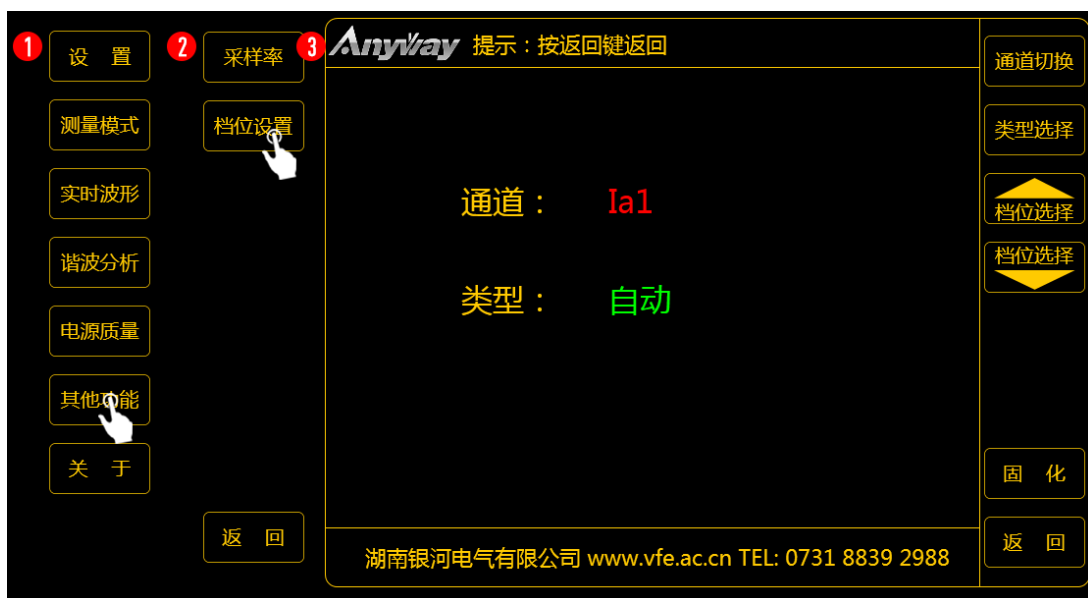 1
设 置
测量模式
实时波形
谐波分析
电源质量
其他功能
关 于
2
采样率
档位设置
返 回
3
Anyway 提示：按返回键返回
通道： Ia1
类型： 自动
湖南银河电气有限公司 www.vfe.ac.cn TEL: 0731 8839 2988
通道切换
类型选择
档位选择
档位选择
固 化
返 回